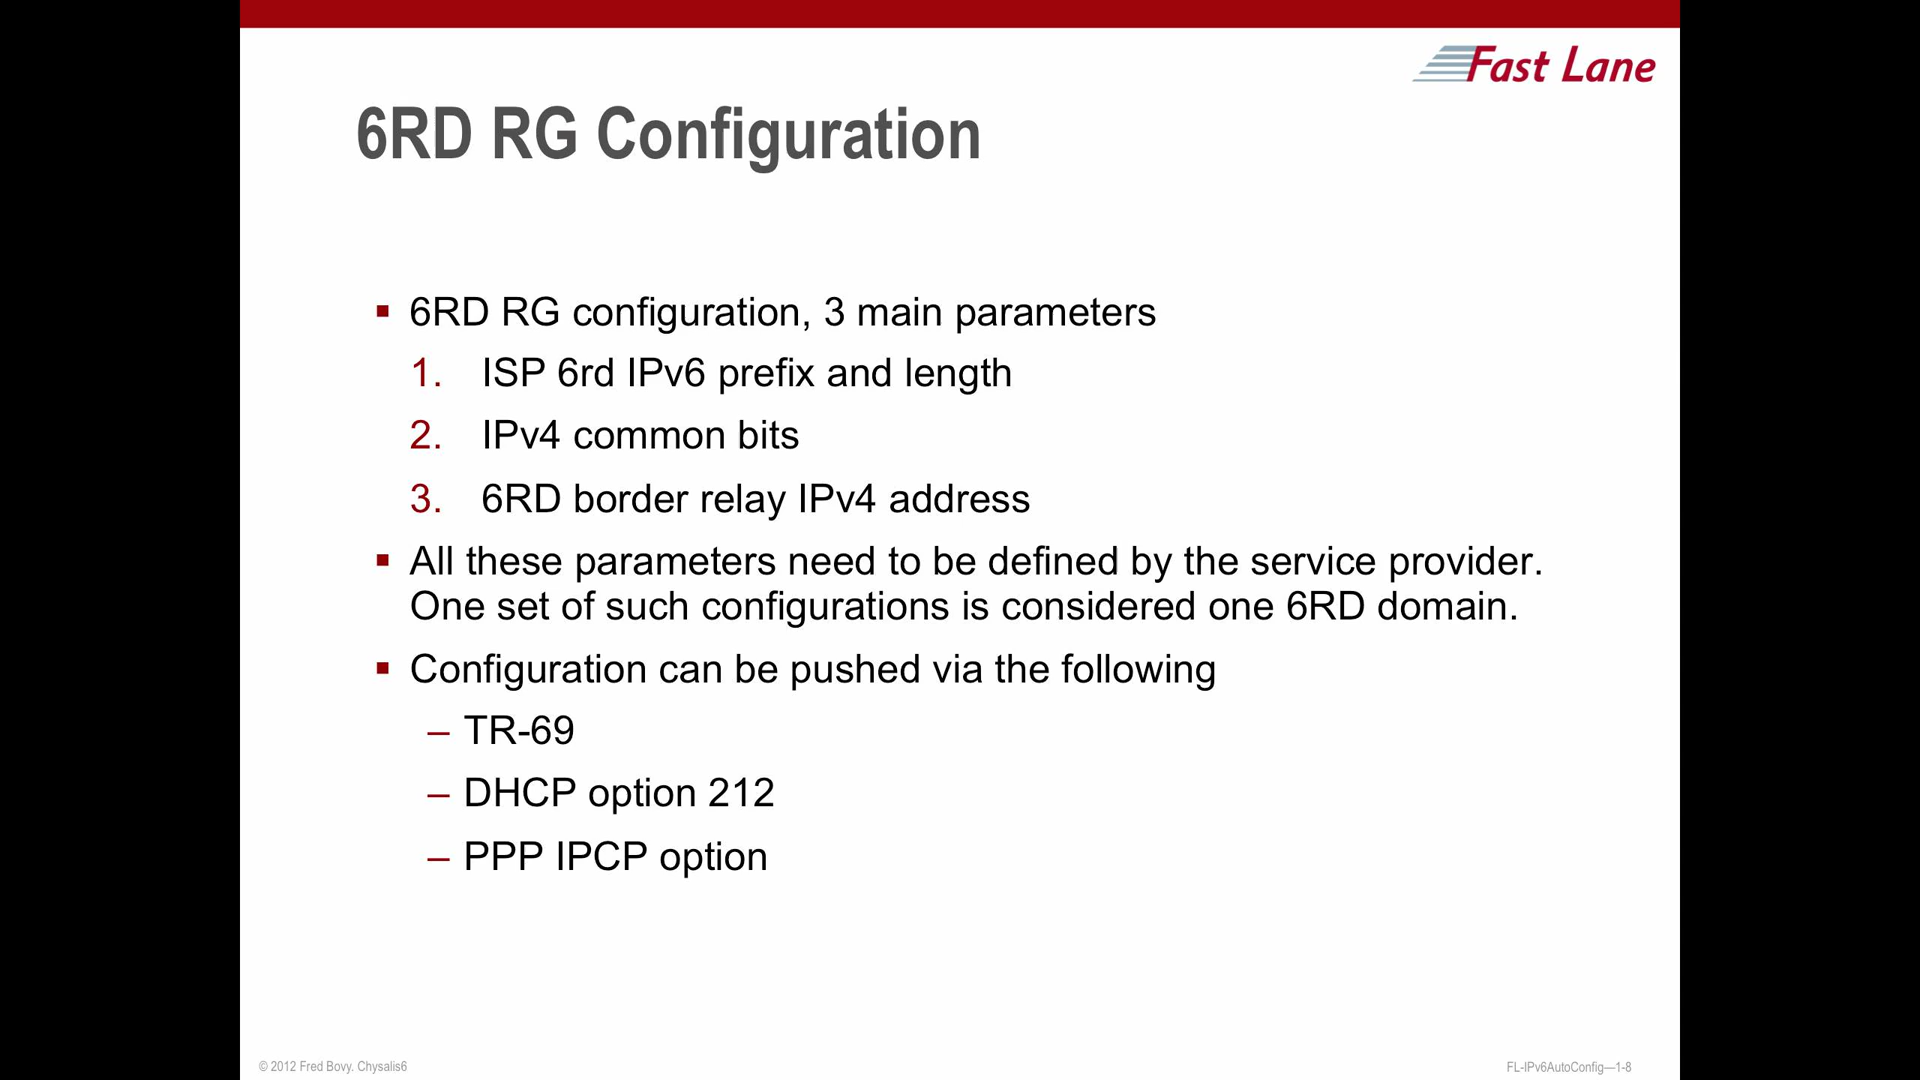 Fast Lane
6RD RG Configuration
▪ 6RD RG configuration, 3 main parameters
1. ISP 6rd IPv6 prefix and length
2. IPv4 common bits
3. 6RD border relay IPv4 address
▪ All these parameters need to be defined by the service provider.
One set of such configurations is considered one 6RD domain.
▪ Configuration can be pushed via the following
– TR-69
– DHCP option 212
– PPP IPCP option
© 2012 Fred Bovy. Chysalis6
FL-IPv6AutoConfig—1-8